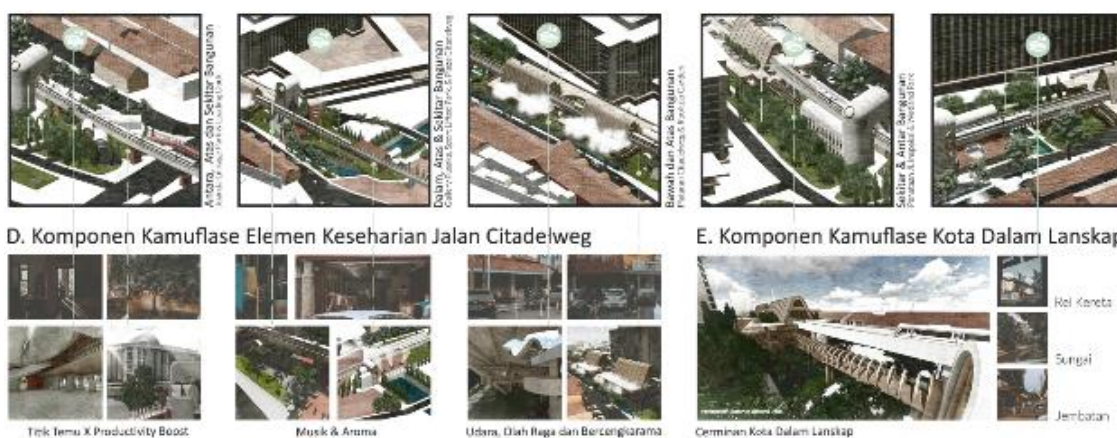 Antara, Atas dan Sekitar Bangunan
Dalam, Atas & Sekitar Bangunan
Bawah dan Atas Bangunan
Sekitar & Antar Bangunan
D. Komponen Kamuflase Elemen Keseharian Jalan Citadelweg
E. Komponen Kamuflase Kota Dalam Lanskap
Rel Kereta
Sungai
Jembatan
Titik Temu X Productivity Boost
Musik & Aroma
Udara, Olah Raga dan Bercengkarama
Cerminan Kota Dalam Lanskap